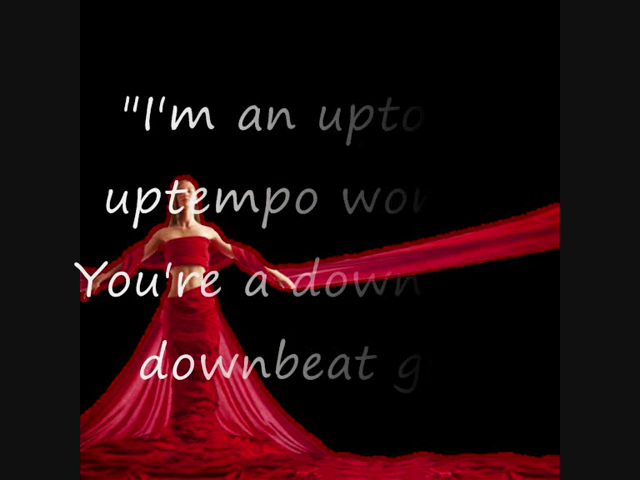 "I'm an upto
uptempo wo
You're a down
downbeat g